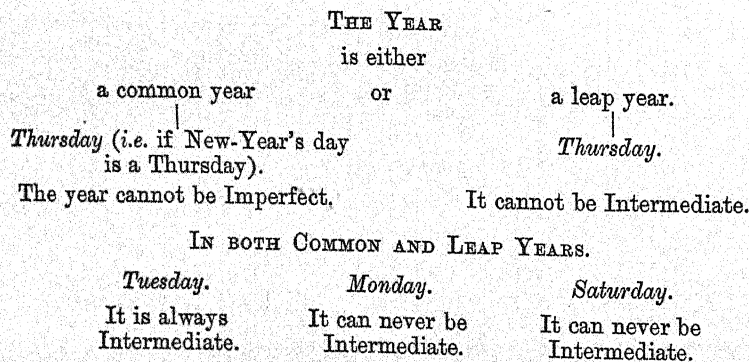 THE YEAR
is either
a common year or a leap year.
Thursday (i.e. if New-Year's day
is a Thursday).
Thursday.
The year cannot be Imperfect. It cannot be Intermediate.
IN BOTH COMMON AND LEAP YEARS.
Tuesday. Monday. Saturday.
It is always
Intermediate.
It can never be
Intermediate.
It can never be
Intermediate.